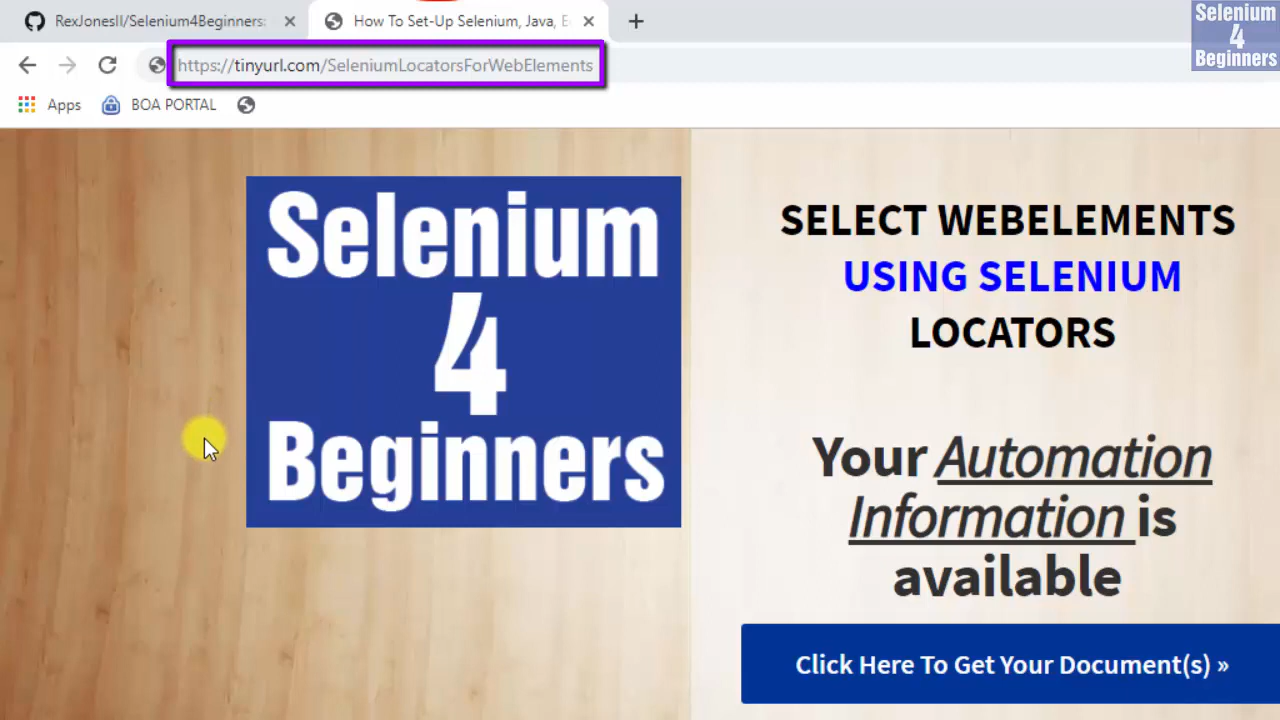 RexJonesII/Selenium4Beginners:
How To Set-Up Selenium, Java, E
Selenium
4
Beginners
https://tinyurl.com/SeleniumLocatorsForWebElements
Apps
BOA PORTAL
Selenium
4
Beginners
SELECT WEBELEMENTS
USING SELENIUM
LOCATORS
Your Automation
Information is
available
Click Here To Get Your Document(s) »